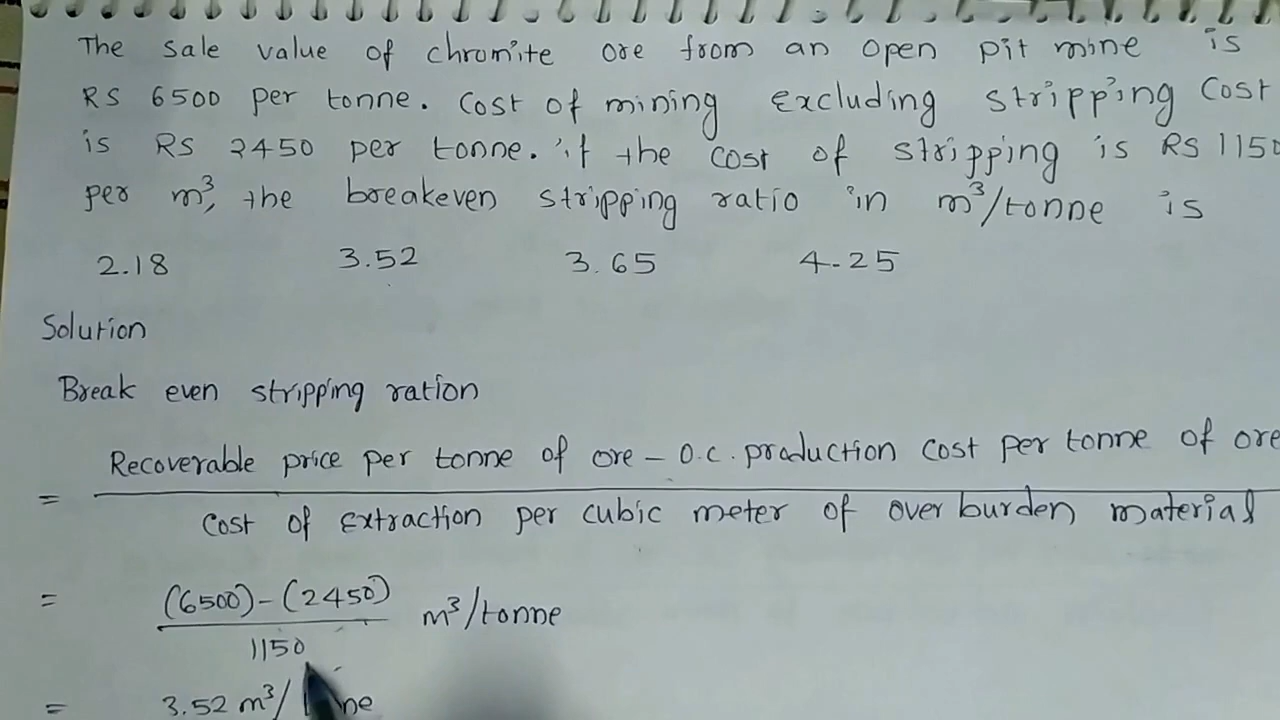 The sale value of chromite ore from an open pit mine is
RS 6500 per tonne. Cost of mining excluding stripping cost
is RS 2450 per tonne. if the cost of stripping is RS 1150
per m³, the breakeven stripping ratio in m³/tonne is
2.18 3.52 3.65 4.25
Solution
Break even stripping ration
Recoverable price per tonne of ore - O.C. production cost per tonne of ore
=
Cost of extraction per cubic meter of over burden material
= (6500) - (2450)
m³/tonne
1150
= 3.52 m³/